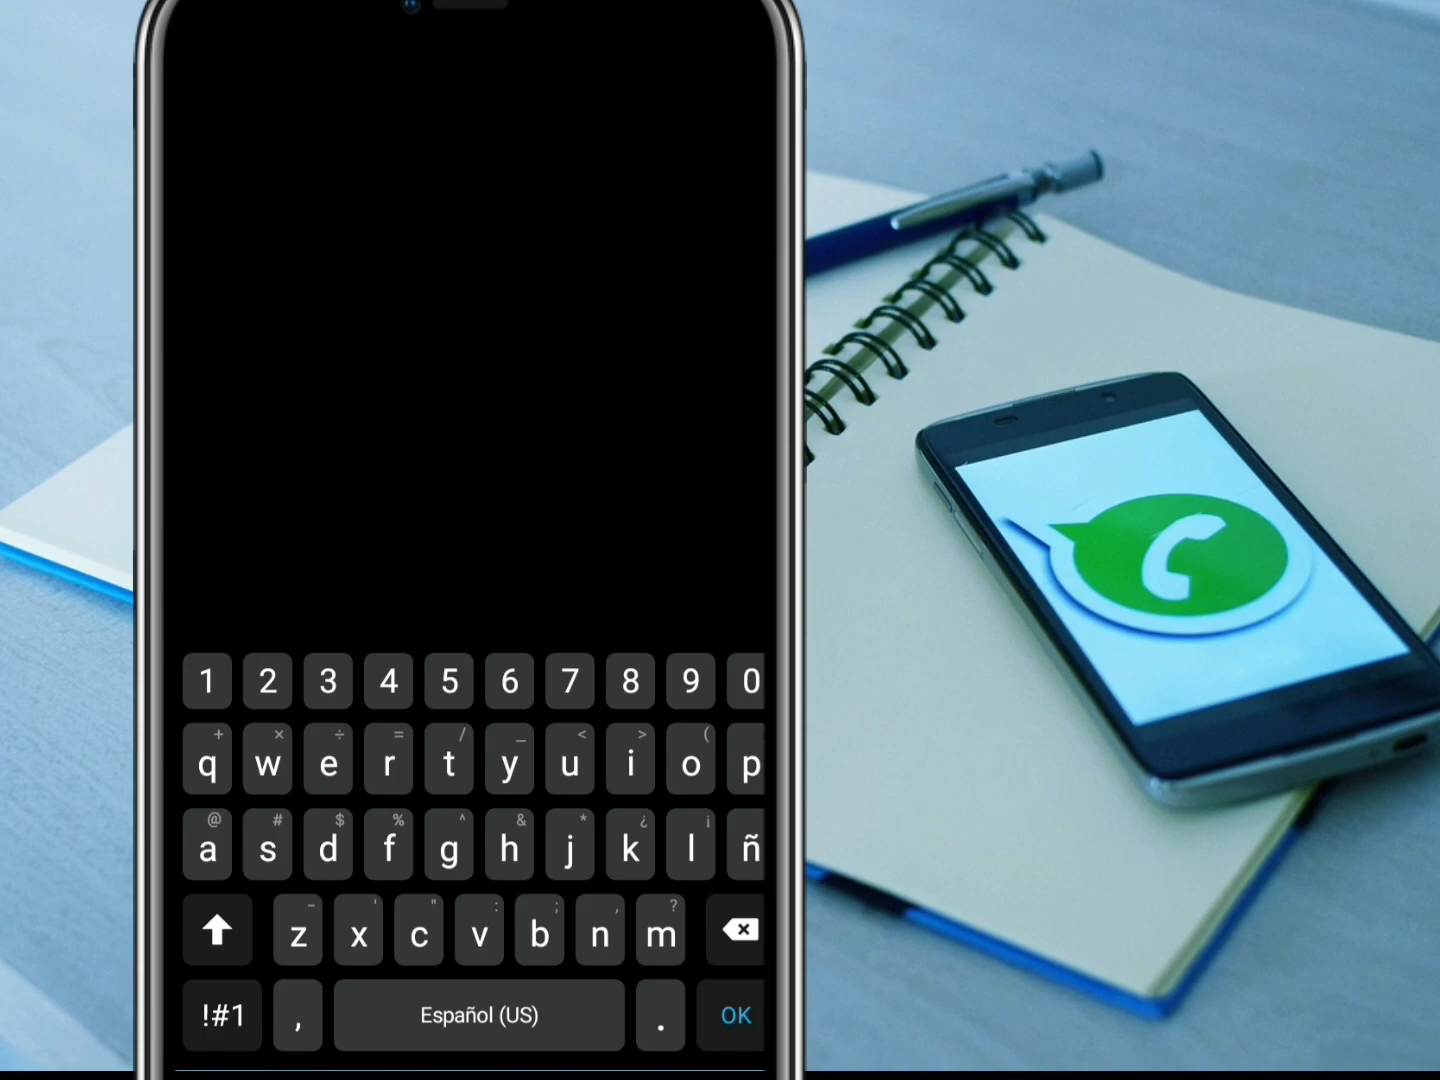 1 2 3 4 5 6 7 8 9 0
+ × ÷ = / _ < > (
q w e r t y u i o p
@ # $ % ^ & * ¿ ¡
a s d f g h j k l ñ
- ' " : ; , ?
z x c v b n m
!#1 , Español (US) . OK